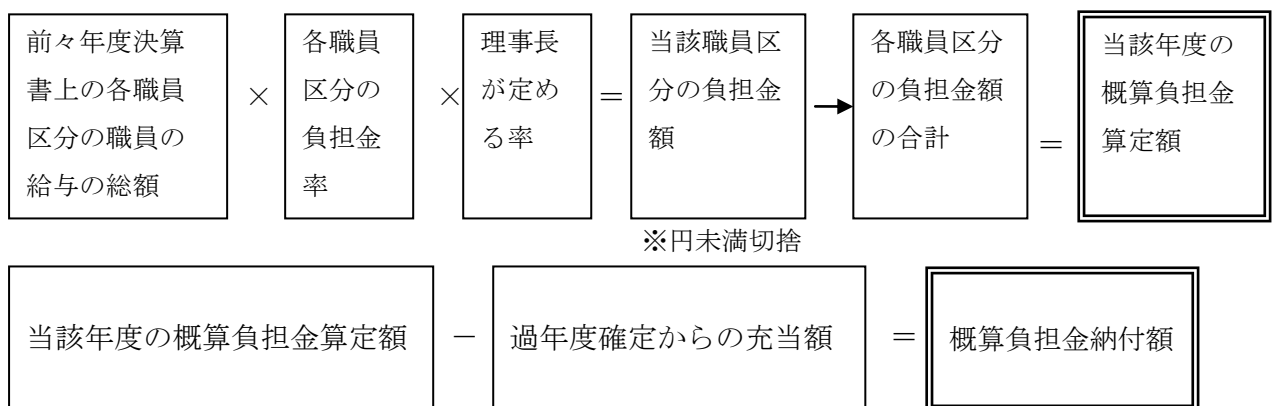 前々年度決算
書上の各職員
区分の職員の
給与の総額
×
各職員
区分の
負担金
率
×
理事長
が定め
る率
＝
当該職員区
分の負担金
額
→
各職員区分
の負担金額
の合計
＝
当該年度の
概算負担金
算定額
※円未満切捨
当該年度の概算負担金算定額
－
過年度確定からの充当額
＝
概算負担金納付額